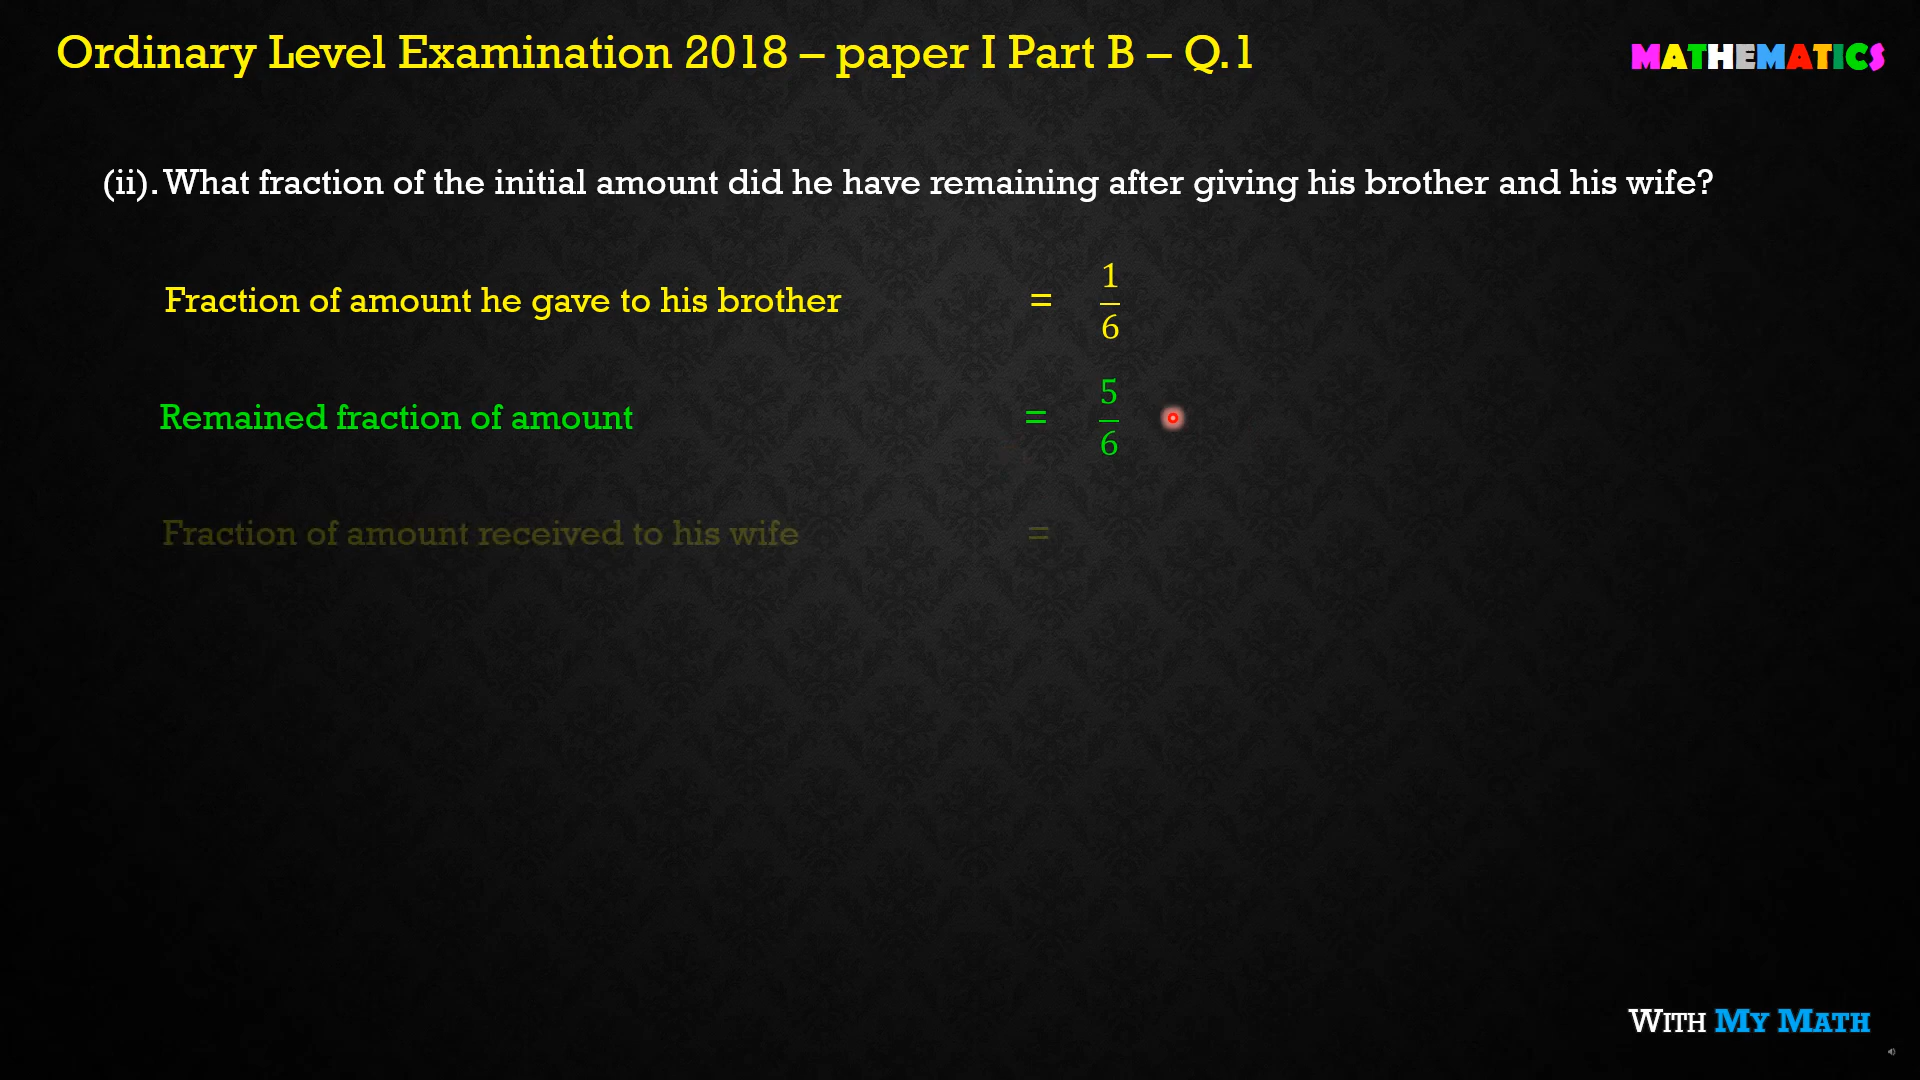 Ordinary Level Examination 2018 – paper I Part B – Q.1
MATHEMATICS
(ii). What fraction of the initial amount did he have remaining after giving his brother and his wife?
Fraction of amount he gave to his brother = 1/6
Remained fraction of amount = 5/6
Fraction of amount received to his wife =
WITH MY MATH